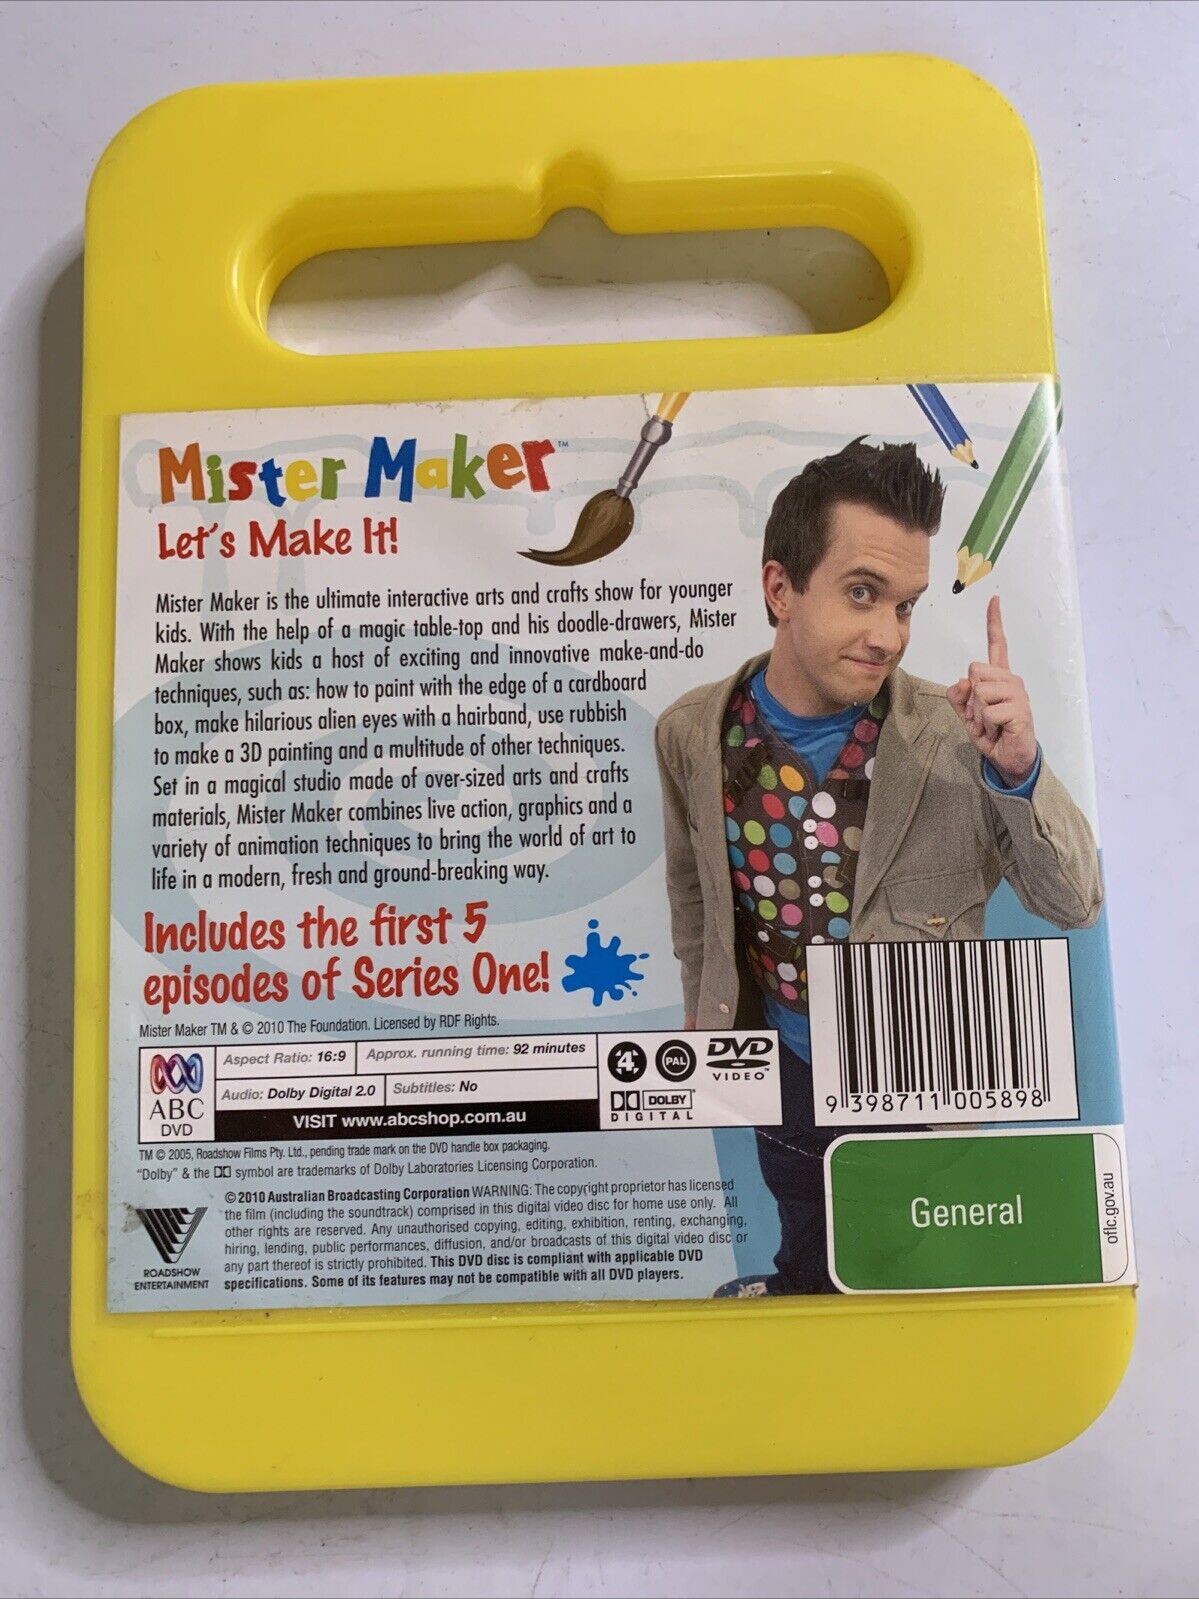 Mister Maker™
Let's Make It!
Mister Maker is the ultimate interactive arts and crafts show for younger
kids. With the help of a magic table-top and his doodle-drawers, Mister
Maker shows kids a host of exciting and innovative make-and-do
techniques, such as: how to paint with the edge of a cardboard
box, make hilarious alien eyes with a hairband, use rubbish
to make a 3D painting and a multitude of other techniques.
Set in a magical studio made of over-sized arts and crafts
materials, Mister Maker combines live action, graphics and a
variety of animation techniques to bring the world of art to
life in a modern, fresh and ground-breaking way.
Includes the first 5
episodes of Series One!
Mister Maker TM & © 2010 The Foundation. Licensed by RDF Rights.
ABC
DVD
Aspect Ratio: 16:9
Approx. running time: 92 minutes
Audio: Dolby Digital 2.0
Subtitles: No
VISIT www.abcshop.com.au
4
PAL
DVD
VIDEO™
DOLBY
DIGITAL
9 398711 005898
TM © 2005, Roadshow Films Pty. Ltd., pending trade mark on the DVD handle box packaging.
"Dolby" & the DD symbol are trademarks of Dolby Laboratories Licensing Corporation.
© 2010 Australian Broadcasting Corporation WARNING: The copyright proprietor has licensed
the film (including the soundtrack) comprised in this digital video disc for home use only. All
other rights are reserved. Any unauthorised copying, editing, exhibition, renting, exchanging,
hiring, lending, public performances, diffusion, and/or broadcasts of this digital video disc or
any part thereof is strictly prohibited. This DVD disc is compliant with applicable DVD
specifications. Some of its features may not be compatible with all DVD players.
ROADSHOW
ENTERTAINMENT
General
oflc.gov.au